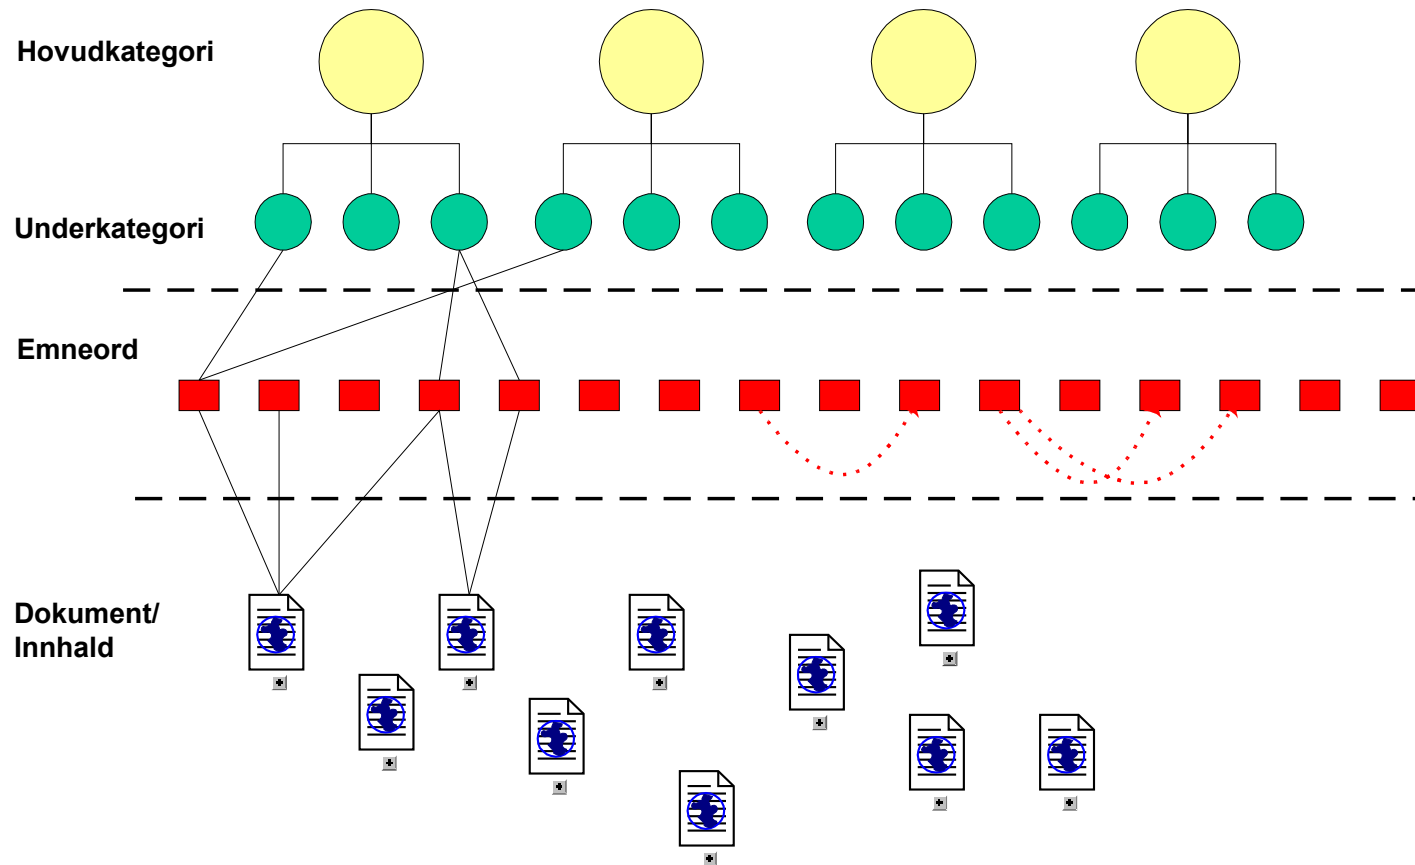 Hovudkategori
Underkategori
Emneord
Dokument/
Innhald